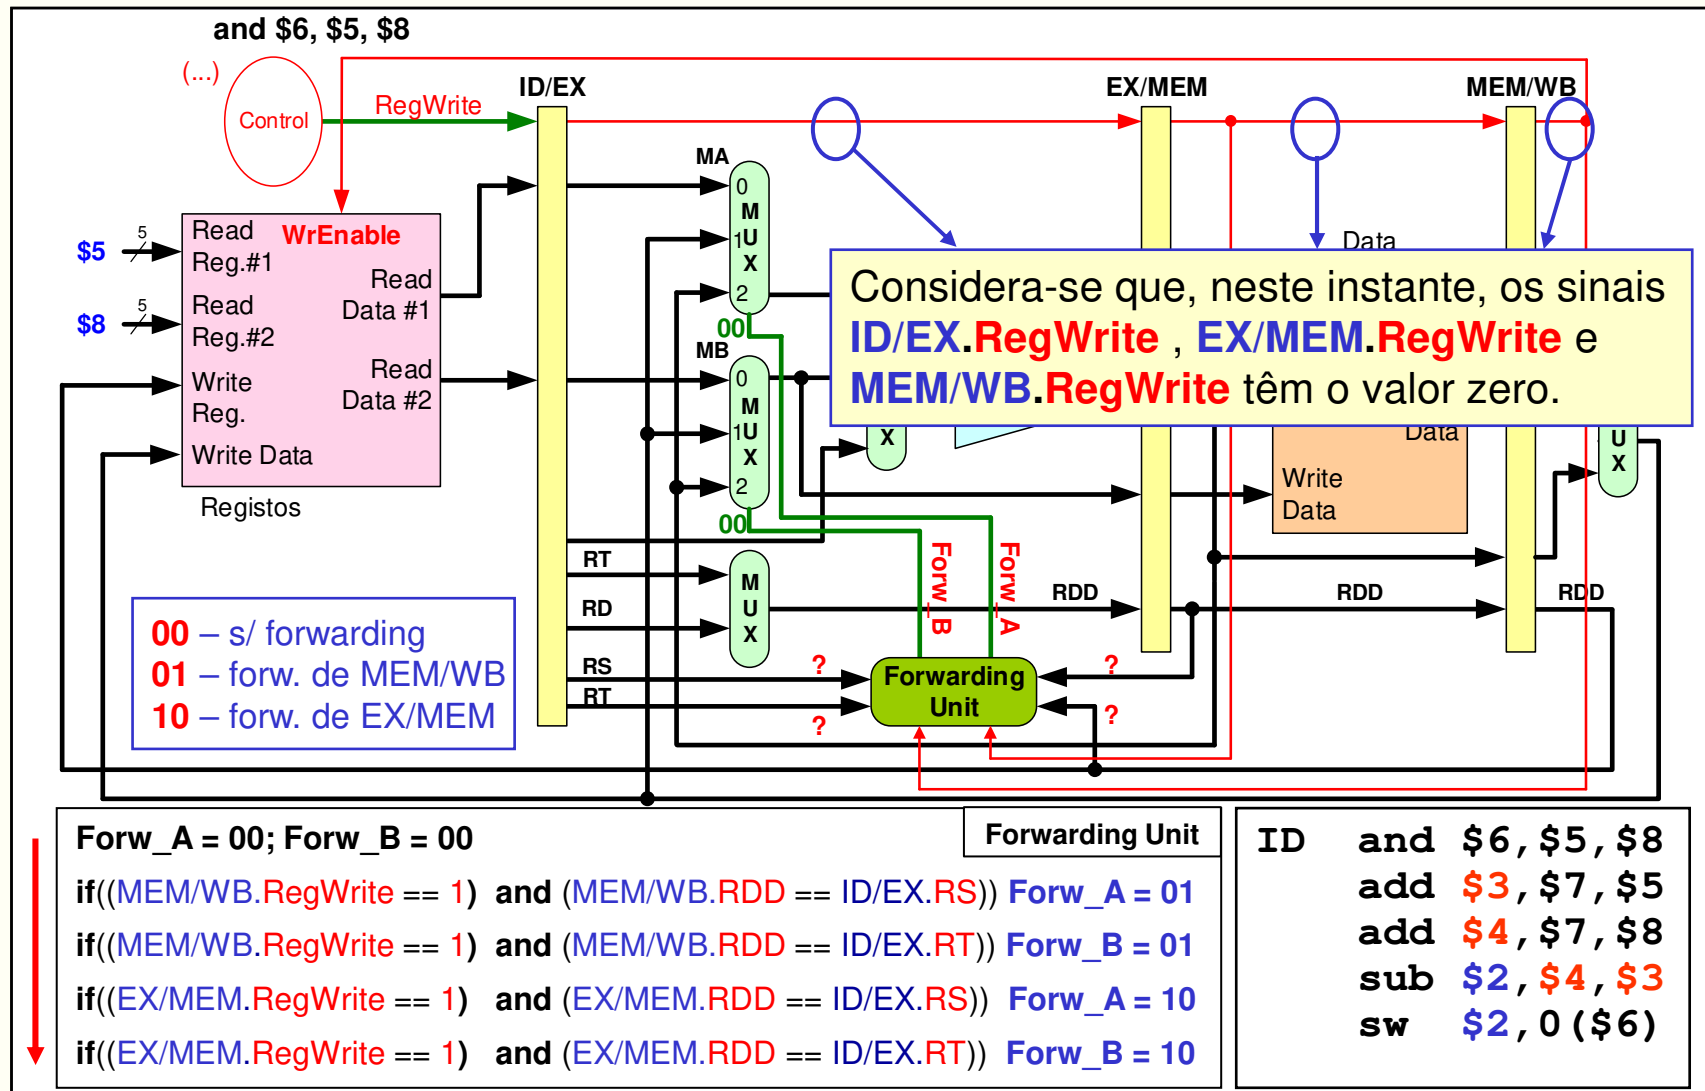 and $6, $5, $8
(...)
Control
RegWrite
ID/EX
EX/MEM
MEM/WB
MA
0
M
1U
X
2
00
MB
0
M
1U
X
2
00
$5
5
Read
Reg.#1
WrEnable
$8
5
Read
Reg.#2
Read
Data #1
Write
Reg.
Read
Data #2
Write Data
Registos
Data
Considera-se que, neste instante, os sinais
ID/EX.RegWrite , EX/MEM.RegWrite e
MEM/WB.RegWrite têm o valor zero.
X
Data
Write
Data
U
X
RT
RD
M
U
X
RDD
RDD
RDD
Forw_B
Forw_A
RS
RT
?
?
?
?
Forwarding
Unit
00 – s/ forwarding
01 – forw. de MEM/WB
10 – forw. de EX/MEM
Forw_A = 00; Forw_B = 00
Forwarding Unit
if((MEM/WB.RegWrite == 1) and (MEM/WB.RDD == ID/EX.RS)) Forw_A = 01
if((MEM/WB.RegWrite == 1) and (MEM/WB.RDD == ID/EX.RT)) Forw_B = 01
if((EX/MEM.RegWrite == 1) and (EX/MEM.RDD == ID/EX.RS)) Forw_A = 10
if((EX/MEM.RegWrite == 1) and (EX/MEM.RDD == ID/EX.RT)) Forw_B = 10
ID and $6,$5,$8
add $3,$7,$5
add $4,$7,$8
sub $2,$4,$3
sw $2,0($6)